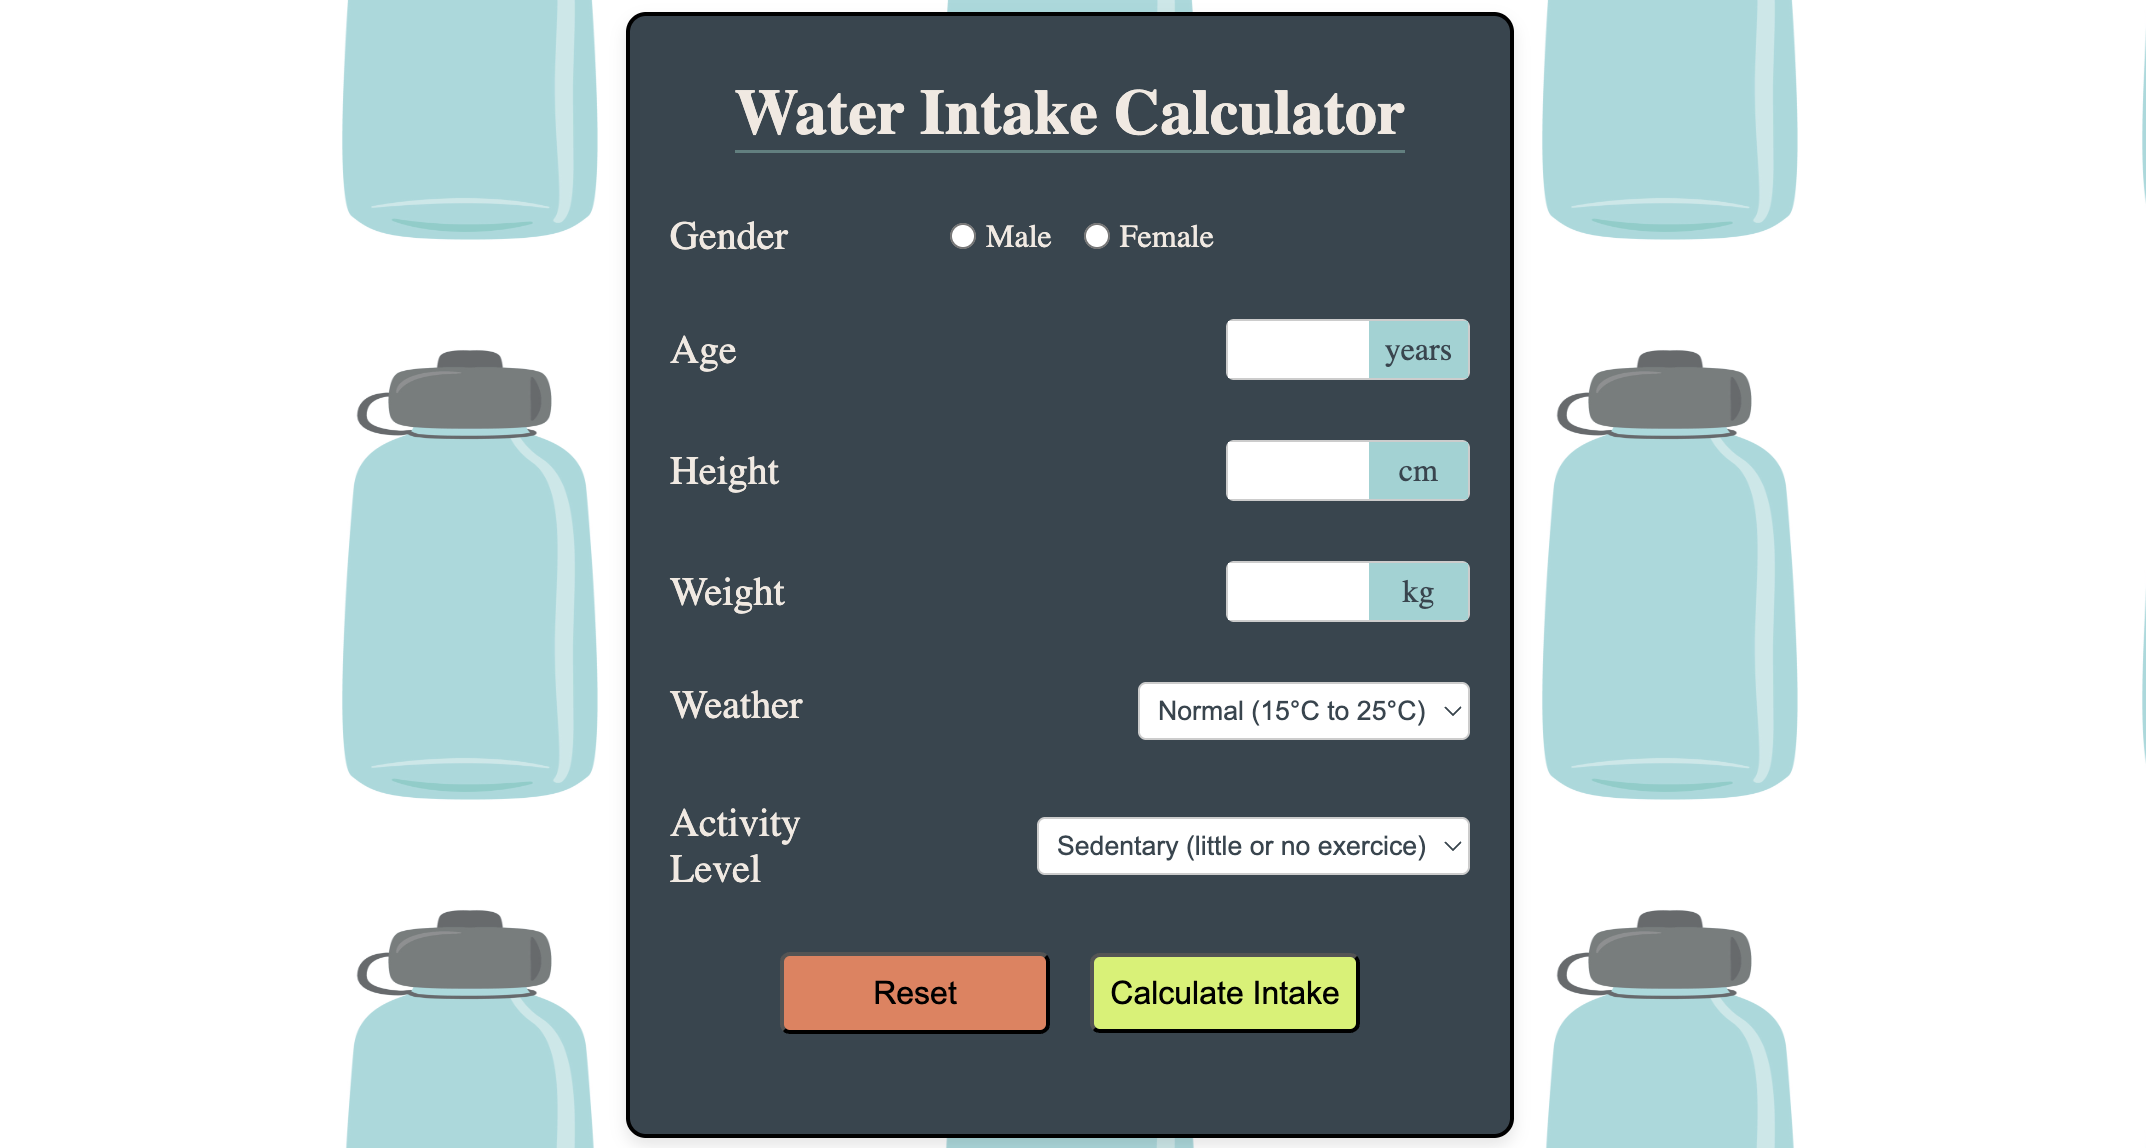 Water Intake Calculator
Gender Male Female
Age years
Height cm
Weight kg
Weather Normal (15°C to 25°C)
Activity
Level Sedentary (little or no exercice)
Reset Calculate Intake